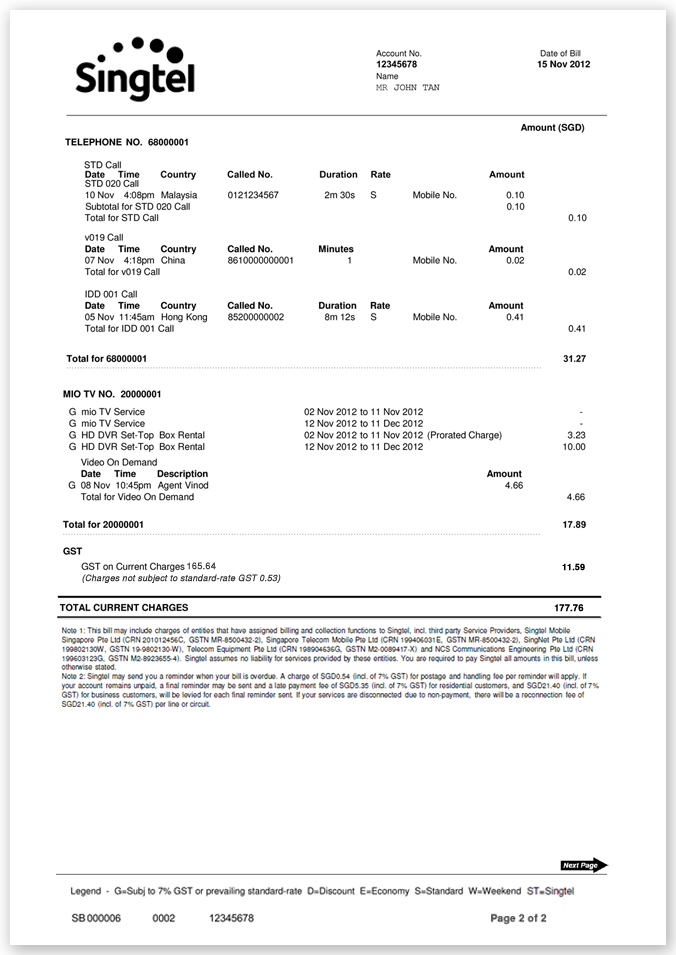 Singtel
Account No. Date of Bill
12345678 15 Nov 2012
Name
MR JOHN TAN
Amount (SGD)
TELEPHONE NO. 68000001
STD Call
Date Time Country Called No. Duration Rate Amount
STD 020 Call
10 Nov 4:08pm Malaysia 0121234567 2m 30s S Mobile No. 0.10
Subtotal for STD 020 Call 0.10
Total for STD Call 0.10
v019 Call
Date Time Country Called No. Minutes Amount
07 Nov 4:18pm China 8610000000001 1 Mobile No. 0.02
Total for v019 Call 0.02
IDD 001 Call
Date Time Country Called No. Duration Rate Amount
05 Nov 11:45am Hong Kong 85200000002 8m 12s S Mobile No. 0.41
Total for IDD 001 Call 0.41
Total for 68000001 31.27
MIO TV NO. 20000001
G mio TV Service 02 Nov 2012 to 11 Nov 2012 -
G mio TV Service 12 Nov 2012 to 11 Dec 2012 -
G HD DVR Set-Top Box Rental 02 Nov 2012 to 11 Nov 2012 (Prorated Charge) 3.23
G HD DVR Set-Top Box Rental 12 Nov 2012 to 11 Dec 2012 10.00
Video On Demand
Date Time Description Amount
G 08 Nov 10:45pm Agent Vinod 4.66
Total for Video On Demand 4.66
Total for 20000001 17.89
GST
GST on Current Charges 165.64 11.59
(Charges not subject to standard-rate GST 0.53)
TOTAL CURRENT CHARGES 177.76
Note 1: This bill may include charges of entities that have assigned billing and collection functions to Singtel, incl. third party Service Providers, Singtel Mobile
Singapore Pte Ltd (CRN 201012456C, GSTN MR-8500432-2), Singapore Telecom Mobile Pte Ltd (CRN 199406031E, GSTN MR-8500432-2), SingNet Pte Ltd (CRN
199802130W, GSTN 19-9802130-W), Telecom Equipment Pte Ltd (CRN 198904636G, GSTN M2-0089417-X) and NCS Communications Engineering Pte Ltd (CRN
199603123G, GSTN M2-8923655-4). Singtel assumes no liability for services provided by these entities. You are required to pay Singtel all amounts in this bill, unless
otherwise stated.
Note 2: Singtel may send you a reminder when your bill is overdue. A charge of SGD0.54 (incl. of 7% GST) for postage and handling fee per reminder will apply. If
your account remains unpaid, a final reminder may be sent and a late payment fee of SGD5.35 (incl. of 7% GST) for residential customers, and SGD21.40 (incl. of 7%
GST) for business customers, will be levied for each final reminder sent. If your services are disconnected due to non-payment, there will be a reconnection fee of
SGD21.40 (incl. of 7% GST) per line or circuit.
Next Page
Legend - G=Subj to 7% GST or prevailing standard-rate D=Discount E=Economy S=Standard W=Weekend ST=Singtel
SB000006 0002 12345678 Page 2 of 2